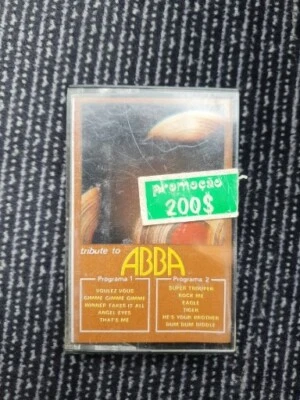 promoção
200$
tribute to
ABBA
Programa 1
VOULEZ VOUS
GIMME GIMME GIMME
WINNER TAKES IT ALL
ANGEL EYES
THAT'S ME
Programa 2
SUPER TROUPER
ROCK ME
EAGLE
TIGER
HE'S YOUR BROTHER
DUM DUM DIDDLE